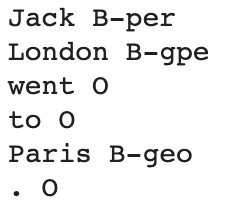 Jack B-per
London B-gpe
went O
to O
Paris B-geo
. O